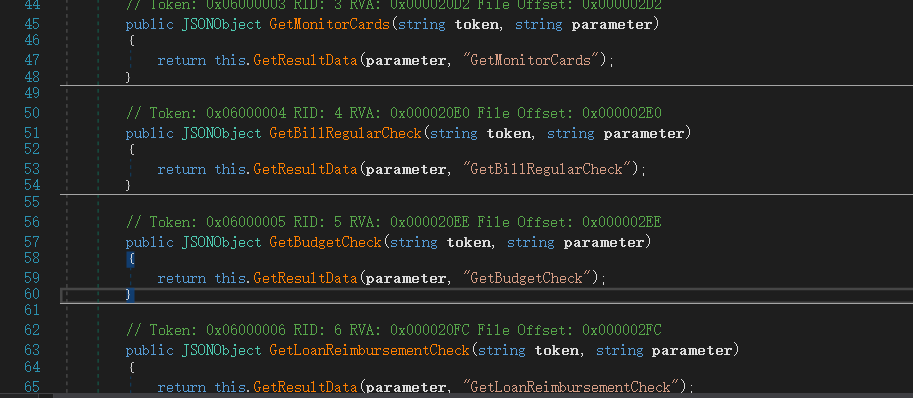 44 // Token: 0x06000003 RID: 3 RVA: 0x000020D2 File Offset: 0x000002D2
45 public JSONObject GetMonitorCards(string token, string parameter)
46 {
47 return this.GetResultData(parameter, "GetMonitorCards");
48 }
49
50 // Token: 0x06000004 RID: 4 RVA: 0x000020E0 File Offset: 0x000002E0
51 public JSONObject GetBillRegularCheck(string token, string parameter)
52 {
53 return this.GetResultData(parameter, "GetBillRegularCheck");
54 }
55
56 // Token: 0x06000005 RID: 5 RVA: 0x000020EE File Offset: 0x000002EE
57 public JSONObject GetBudgetCheck(string token, string parameter)
58 {
59 return this.GetResultData(parameter, "GetBudgetCheck");
60 }
61
62 // Token: 0x06000006 RID: 6 RVA: 0x000020FC File Offset: 0x000002FC
63 public JSONObject GetLoanReimbursementCheck(string token, string parameter)
64 {
65 return this.GetResultData(parameter, "GetLoanReimbursementCheck");